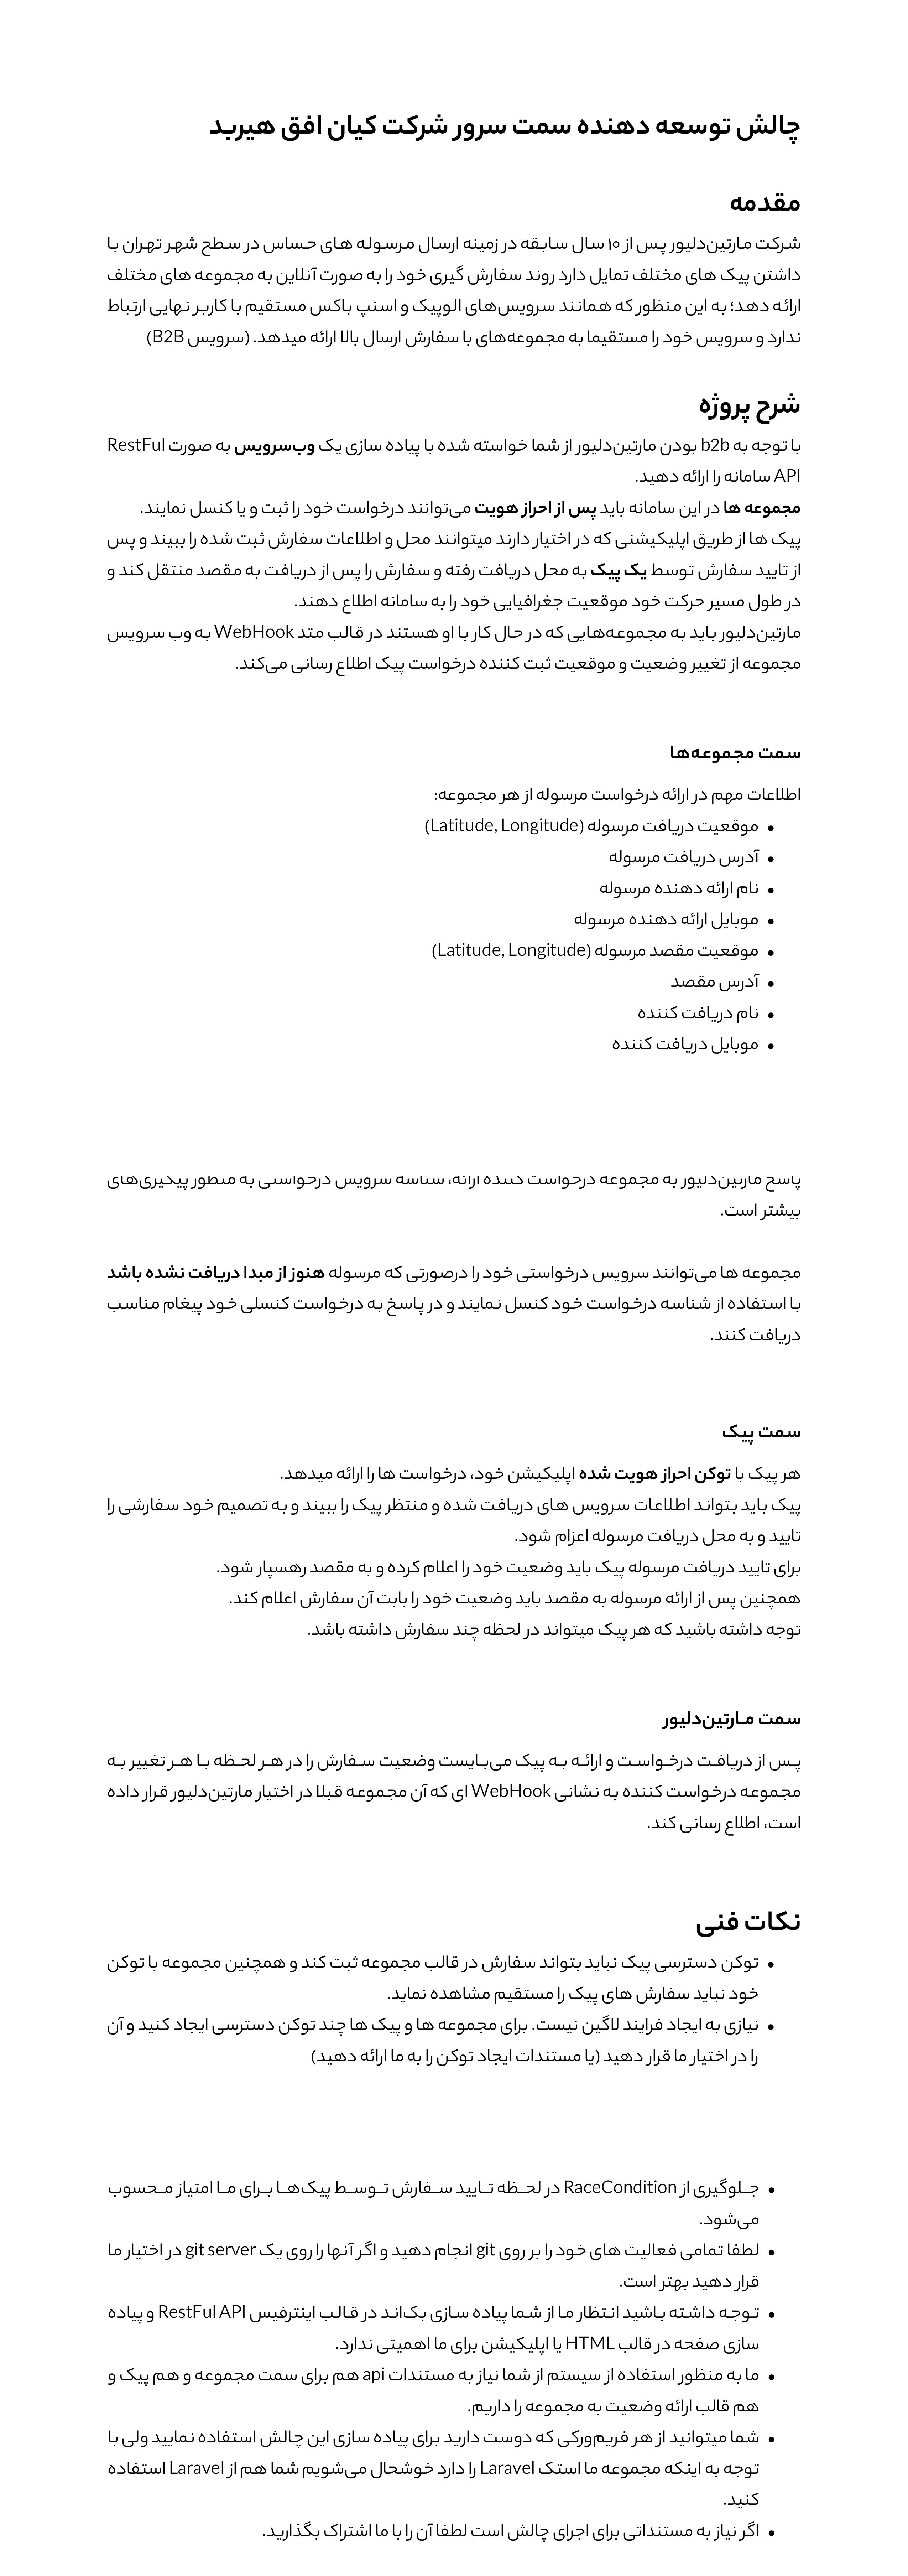 چالش توسعه دهنده سمت سرور شرکت کیان افق هیربد
مقدمه
شرکت مارتین‌دلیور پس از ۱۰ سال سابقه در زمینه ارسال مرسوله های حساس در سطح شهر تهران با
داشتن پیک های مختلف تمایل دارد روند سفارش گیری خود را به صورت آنلاین به مجموعه های مختلف
ارائه دهد؛ به این منظور که همانند سرویس‌های الوپیک و اسنپ باکس مستقیم با کاربر نهایی ارتباط
ندارد و سرویس خود را مستقیما به مجموعه‌های با سفارش ارسال بالا ارائه میدهد. (سرویس B2B)
شرح پروژه
با توجه به b2b بودن مارتین‌دلیور از شما خواسته شده با پیاده سازی یک وب‌سرویس به صورت RestFul
API سامانه را ارائه دهید.
مجموعه ها در این سامانه باید پس از احراز هویت می‌توانند درخواست خود را ثبت و یا کنسل نمایند.
پیک ها از طریق اپلیکیشنی که در اختیار دارند میتوانند محل و اطلاعات سفارش ثبت شده را ببیند و پس
از تایید سفارش توسط یک پیک به محل دریافت رفته و سفارش را پس از دریافت به مقصد منتقل کند و
در طول مسیر حرکت خود موقعیت جغرافیایی خود را به سامانه اطلاع دهند.
مارتین‌دلیور باید به مجموعه‌هایی که در حال کار با او هستند در قالب متد WebHook به وب سرویس
مجموعه از تغییر وضعیت و موقعیت ثبت کننده درخواست پیک اطلاع رسانی می‌کند.
سمت مجموعه‌ها
اطلاعات مهم در ارائه درخواست مرسوله از هر مجموعه:
• موقعیت دریافت مرسوله (Latitude, Longitude)
• آدرس دریافت مرسوله
• نام ارائه دهنده مرسوله
• موبایل ارائه دهنده مرسوله
• موقعیت مقصد مرسوله (Latitude, Longitude)
• آدرس مقصد
• نام دریافت کننده
• موبایل دریافت کننده
پاسخ مارتین‌دلیور به مجموعه درخواست کننده ارائه، شناسه سرویس درخواستی به منظور پیگیری‌های
بیشتر است.
مجموعه ها می‌توانند سرویس درخواستی خود را درصورتی که مرسوله هنوز از مبدا دریافت نشده باشد
با استفاده از شناسه درخواست خود کنسل نمایند و در پاسخ به درخواست کنسلی خود پیغام مناسب
دریافت کنند.
سمت پیک
هر پیک با توکن احراز هویت شده اپلیکیشن خود، درخواست ها را ارائه میدهد.
پیک باید بتواند اطلاعات سرویس های دریافت شده و منتظر پیک را ببیند و به تصمیم خود سفارشی را
تایید و به محل دریافت مرسوله اعزام شود.
برای تایید دریافت مرسوله پیک باید وضعیت خود را اعلام کرده و به مقصد رهسپار شود.
همچنین پس از ارائه مرسوله به مقصد باید وضعیت خود را بابت آن سفارش اعلام کند.
توجه داشته باشید که هر پیک میتواند در لحظه چند سفارش داشته باشد.
سمت مارتین‌دلیور
پس از دریافت درخواست و ارائه به پیک می‌بایست وضعیت سفارش را در هر لحظه با هر تغییر به
مجموعه درخواست کننده به نشانی WebHook ای که آن مجموعه قبلا در اختیار مارتین‌دلیور قرار داده
است، اطلاع رسانی کند.
نکات فنی
• توکن دسترسی پیک نباید بتواند سفارش در قالب مجموعه ثبت کند و همچنین مجموعه با توکن
خود نباید سفارش های پیک را مستقیم مشاهده نماید.
• نیازی به ایجاد فرایند لاگین نیست. برای مجموعه ها و پیک ها چند توکن دسترسی ایجاد کنید و آن
را در اختیار ما قرار دهید (یا مستندات ایجاد توکن را به ما ارائه دهید)
• جلوگیری از RaceCondition در لحظه تایید سفارش توسط پیک‌ها برای ما امتیاز محسوب
می‌شود.
• لطفا تمامی فعالیت های خود را بر روی git انجام دهید و اگر آنها را روی یک git server در اختیار ما
قرار دهید بهتر است.
• توجه داشته باشید انتظار ما از شما پیاده سازی بک‌اند در قالب اینترفیس RestFul API و پیاده
سازی صفحه در قالب HTML یا اپلیکیشن برای ما اهمیتی ندارد.
• ما به منظور استفاده از سیستم از شما نیاز به مستندات api هم برای سمت مجموعه و هم پیک و
هم قالب ارائه وضعیت به مجموعه را داریم.
• شما میتوانید از هر فریم‌ورکی که دوست دارید برای پیاده سازی این چالش استفاده نمایید ولی با
توجه به اینکه مجموعه ما استک Laravel را دارد خوشحال می‌شویم شما هم از Laravel استفاده
کنید.
• اگر نیاز به مستنداتی برای اجرای چالش است لطفا آن را با ما اشتراک بگذارید.